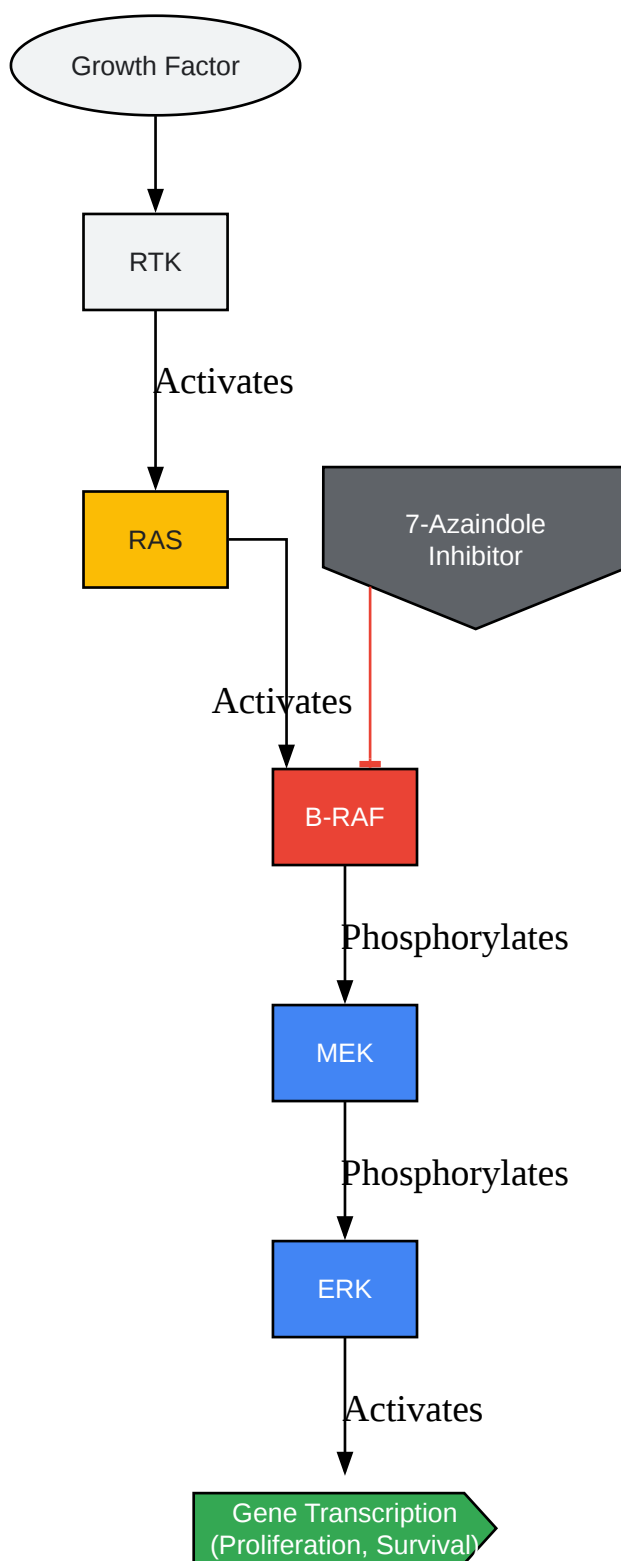 Growth Factor
RTK
Activates
RAS
7-Azaindole
Inhibitor
Activates
B-RAF
Phosphorylates
MEK
Phosphorylates
ERK
Activates
Gene Transcription
(Proliferation, Survival)